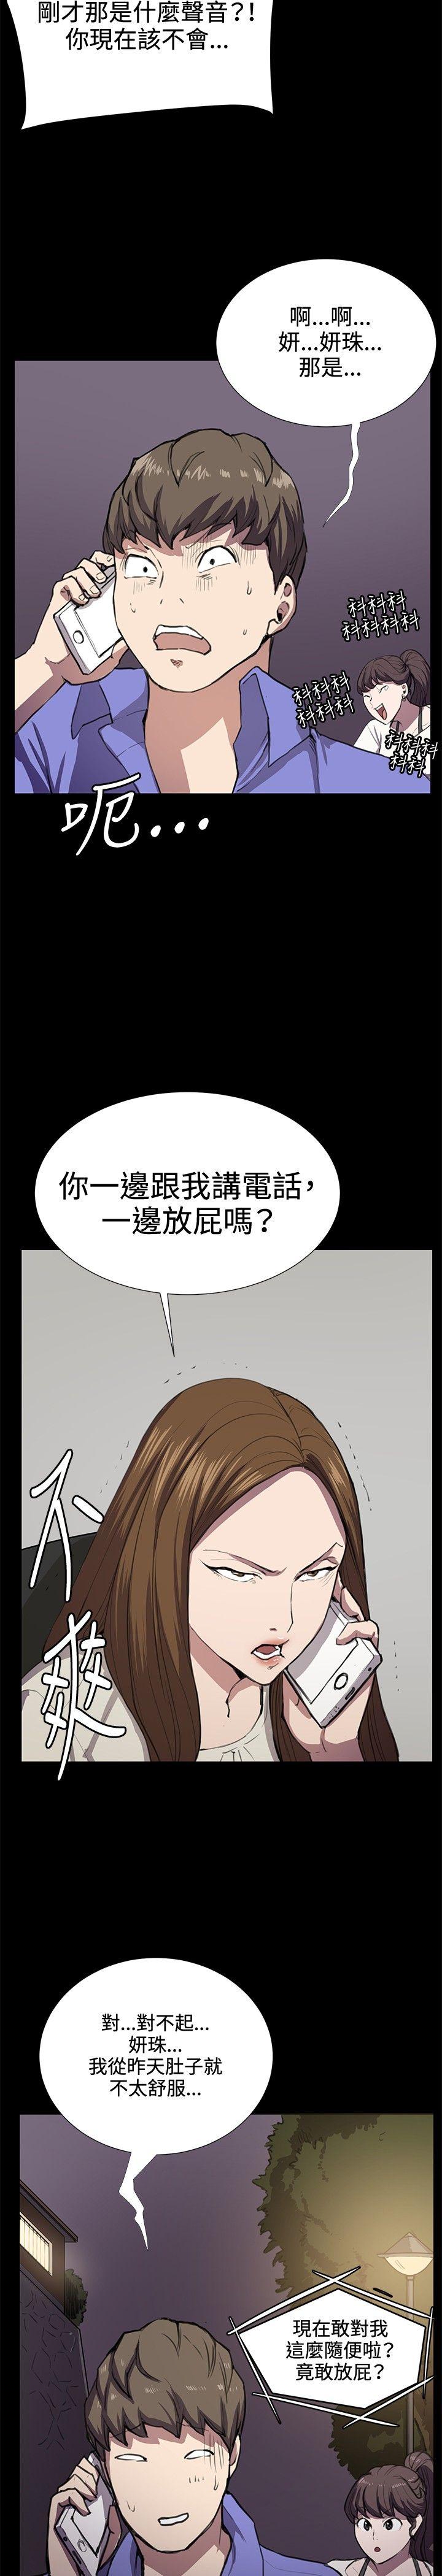 剛才那是什麼聲音?!
你現在該不會...
啊...啊...
妍...妍珠...
那是...
科科科
科科科科
科科科
科科科科
科科科
科科
呃...
你一邊跟我講電話,
一邊放屁嗎?
不爽
對...對不起...
妍珠...
我從昨天肚子就
不太舒服...
現在敢對我
這麼隨便啦?
竟敢放屁?